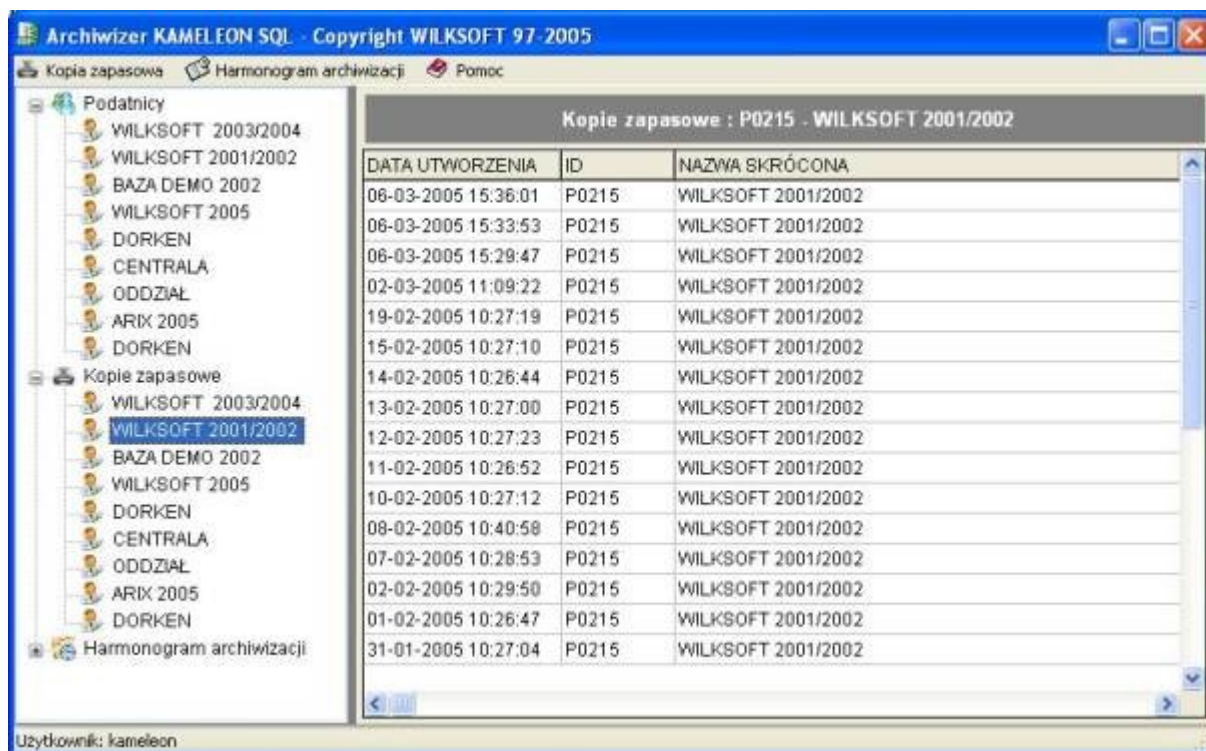 Archiwizer KAMELEON SQL - Copyright WILKSOFT 97-2005
Kopia zapasowa Harmonogram archiwizacji Pomoc
Podatnicy
WILKSOFT 2003/2004
WILKSOFT 2001/2002
BAZA DEMO 2002
WILKSOFT 2005
DORKEN
CENTRALA
ODDZIAŁ
ARIX 2005
DORKEN
Kopie zapasowe
WILKSOFT 2003/2004
WILKSOFT 2001/2002
BAZA DEMO 2002
WILKSOFT 2005
DORKEN
CENTRALA
ODDZIAŁ
ARIX 2005
DORKEN
Harmonogram archiwizacji
Kopie zapasowe : P0215 - WILKSOFT 2001/2002
DATA UTWORZENIA ID NAZWA SKRÓCONA
06-03-2005 15:36:01 P0215 WILKSOFT 2001/2002
06-03-2005 15:33:53 P0215 WILKSOFT 2001/2002
06-03-2005 15:29:47 P0215 WILKSOFT 2001/2002
02-03-2005 11:09:22 P0215 WILKSOFT 2001/2002
19-02-2005 10:27:19 P0215 WILKSOFT 2001/2002
15-02-2005 10:27:10 P0215 WILKSOFT 2001/2002
14-02-2005 10:26:44 P0215 WILKSOFT 2001/2002
13-02-2005 10:27:00 P0215 WILKSOFT 2001/2002
12-02-2005 10:27:23 P0215 WILKSOFT 2001/2002
11-02-2005 10:26:52 P0215 WILKSOFT 2001/2002
10-02-2005 10:27:12 P0215 WILKSOFT 2001/2002
08-02-2005 10:40:58 P0215 WILKSOFT 2001/2002
07-02-2005 10:28:53 P0215 WILKSOFT 2001/2002
02-02-2005 10:29:50 P0215 WILKSOFT 2001/2002
01-02-2005 10:26:47 P0215 WILKSOFT 2001/2002
31-01-2005 10:27:04 P0215 WILKSOFT 2001/2002
Użytkownik: kameleon